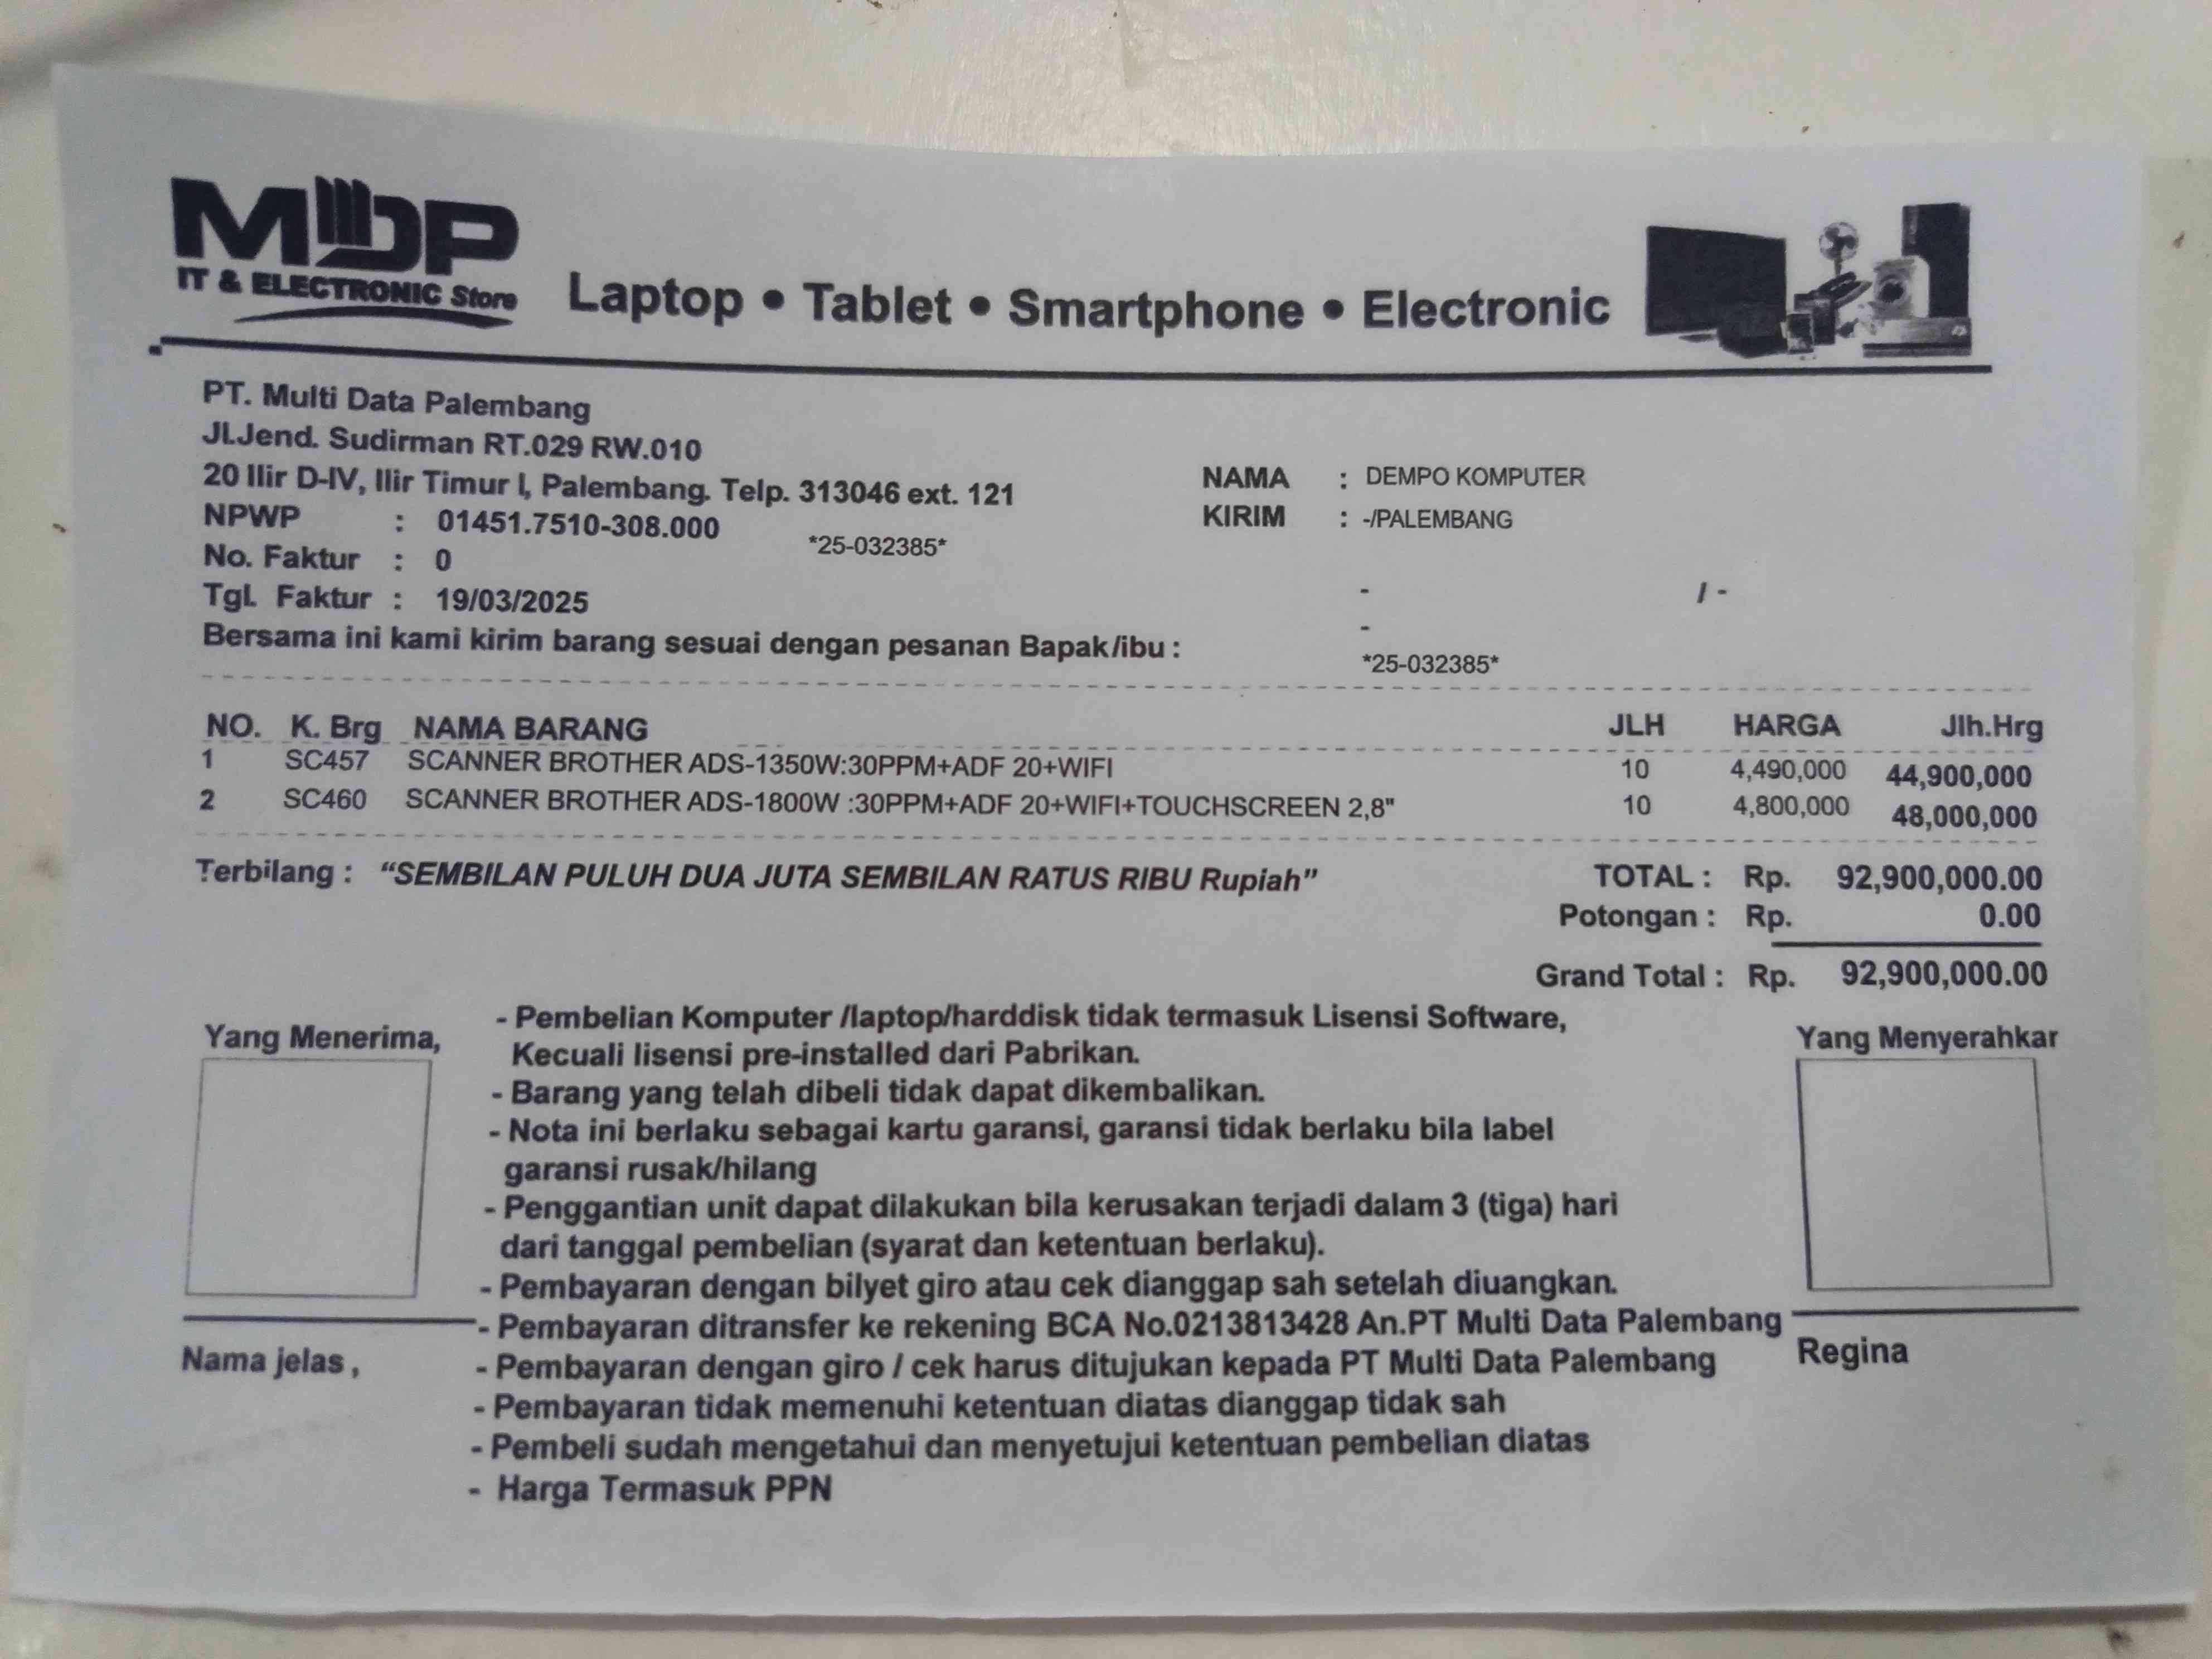 MDP
IT & ELECTRONIC Store
Laptop • Tablet • Smartphone • Electronic
PT. Multi Data Palembang
Jl.Jend. Sudirman RT.029 RW.010
20 Ilir D-IV, Ilir Timur I, Palembang. Telp. 313046 ext. 121
NPWP : 01451.7510-308.000
*25-032385*
No. Faktur : 0
Tgl. Faktur : 19/03/2025
Bersama ini kami kirim barang sesuai dengan pesanan Bapak/ibu :
NAMA : DEMPO KOMPUTER
KIRIM : -/PALEMBANG
- / -
-
*25-032385*
NO. K. Brg NAMA BARANG JLH HARGA Jlh.Hrg
1 SC457 SCANNER BROTHER ADS-1350W:30PPM+ADF 20+WIFI 10 4,490,000 44,900,000
2 SC460 SCANNER BROTHER ADS-1800W :30PPM+ADF 20+WIFI+TOUCHSCREEN 2,8" 10 4,800,000 48,000,000
Terbilang : “SEMBILAN PULUH DUA JUTA SEMBILAN RATUS RIBU Rupiah”
TOTAL : Rp. 92,900,000.00
Potongan : Rp. 0.00
Grand Total : Rp. 92,900,000.00
Yang Menerima,
- Pembelian Komputer /laptop/harddisk tidak termasuk Lisensi Software,
Kecuali lisensi pre-installed dari Pabrikan.
- Barang yang telah dibeli tidak dapat dikembalikan.
- Nota ini berlaku sebagai kartu garansi, garansi tidak berlaku bila label
garansi rusak/hilang
- Penggantian unit dapat dilakukan bila kerusakan terjadi dalam 3 (tiga) hari
dari tanggal pembelian (syarat dan ketentuan berlaku).
- Pembayaran dengan bilyet giro atau cek dianggap sah setelah diuangkan.
- Pembayaran ditransfer ke rekening BCA No.0213813428 An.PT Multi Data Palembang
- Pembayaran dengan giro / cek harus ditujukan kepada PT Multi Data Palembang
- Pembayaran tidak memenuhi ketentuan diatas dianggap tidak sah
- Pembeli sudah mengetahui dan menyetujui ketentuan pembelian diatas
- Harga Termasuk PPN
Nama jelas ,
Yang Menyerahkar
Regina